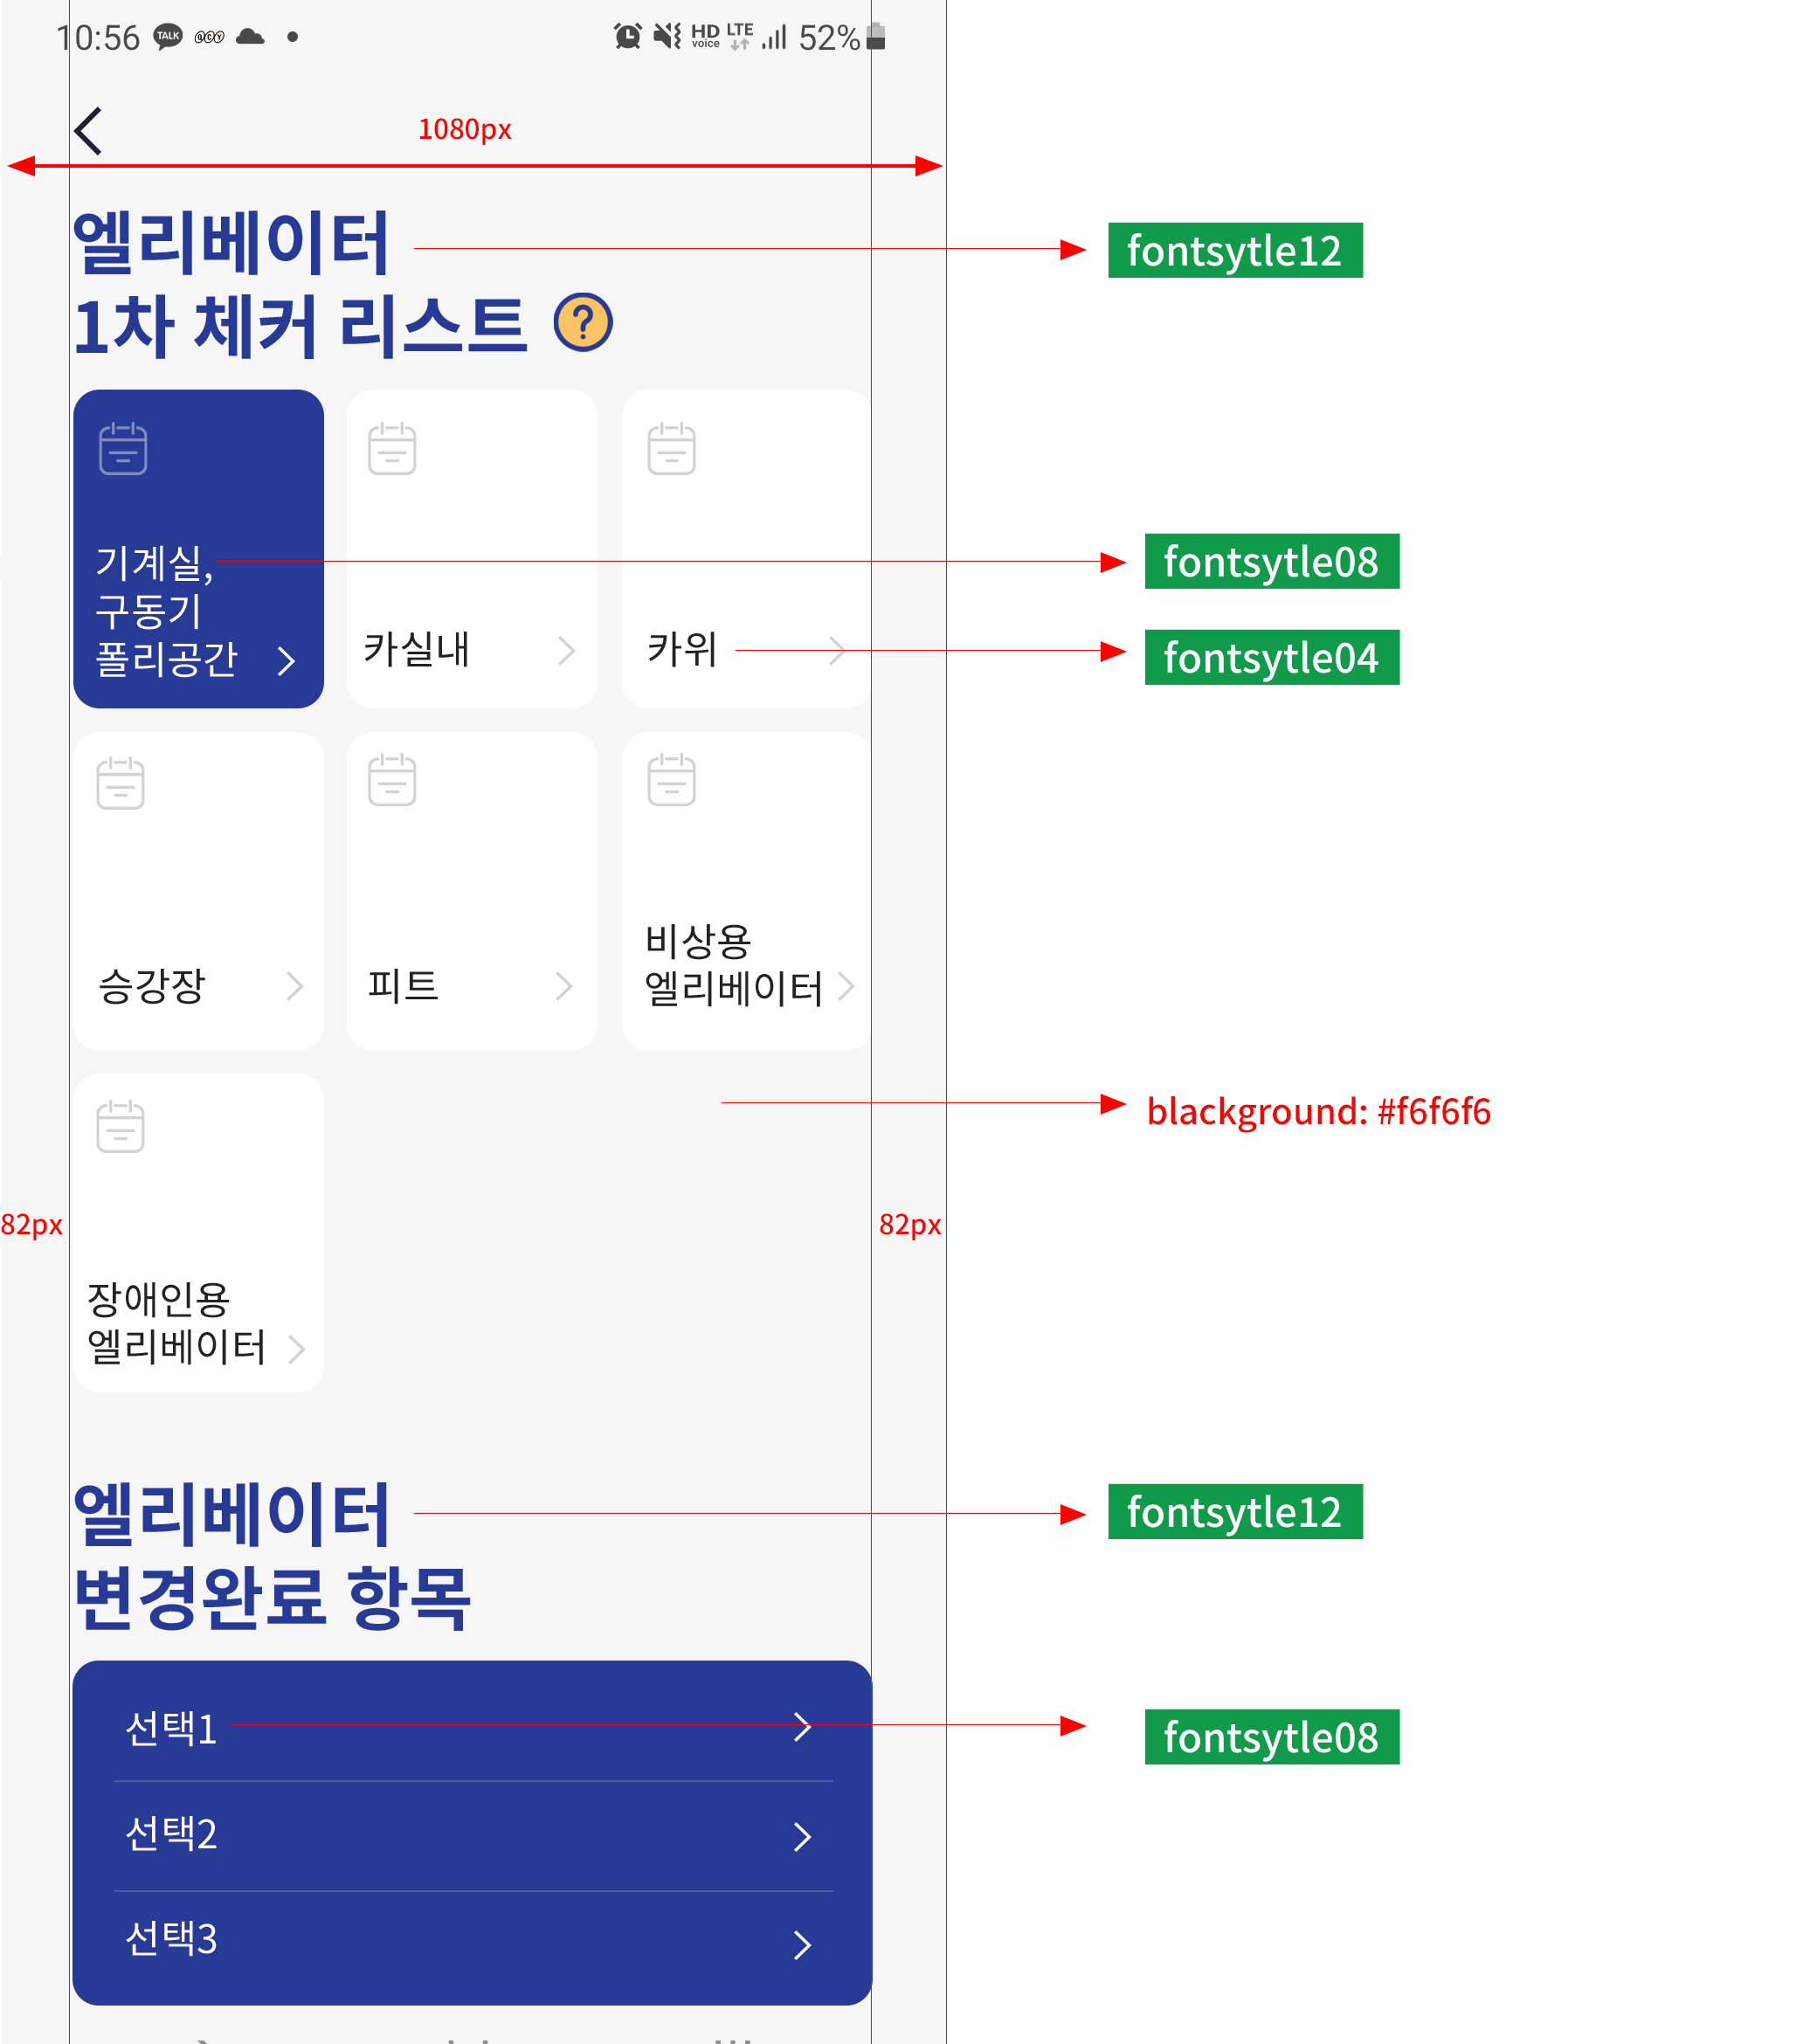 10:56 TALK QCY HD voice LTE 52%
1080px
엘리베이터
fontsytle12
1차 체커 리스트 ?
기계실,
fontsytle08
구동기
폴리공간
카실내
카위
fontsytle04
승강장
피트
비상용
엘리베이터
blackground: #f6f6f6
82px
82px
장애인용
엘리베이터
엘리베이터
fontsytle12
변경완료 항목
선택1
fontsytle08
선택2
선택3